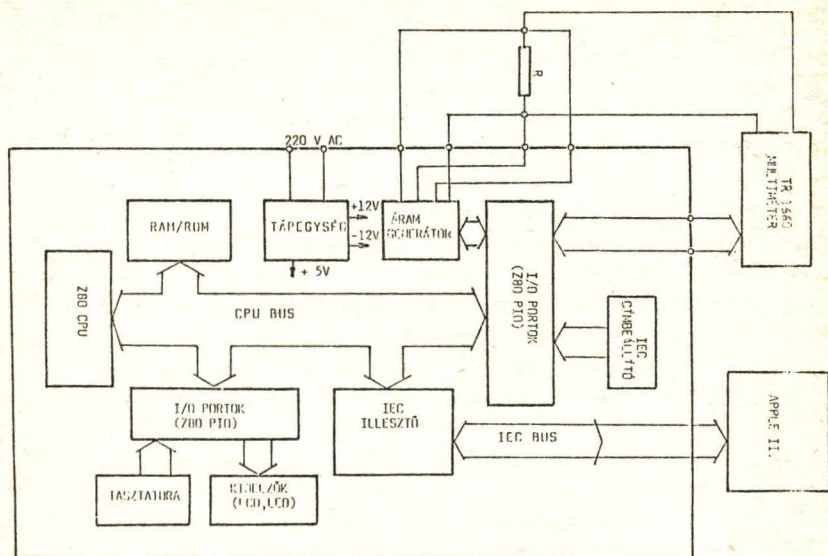 R
220 V AC
TR 1660
MULTIMÉTER
+12V
-12V
+ 5V
RAM/ROM
TÁPEGYSÉG
ÁRAM
GENERÁTOR
I/O PORTOK
(Z80 PIO)
Z80 CPU
CPU BUS
IEC
CÍMBEÁLLÍTÓ
I/O PORTOK
(Z80 PIO)
IEC
ILLESZTŐ
IEC BUS
APPLE II.
TASZTATURA
KIJELZŐK
(LCD,LED)